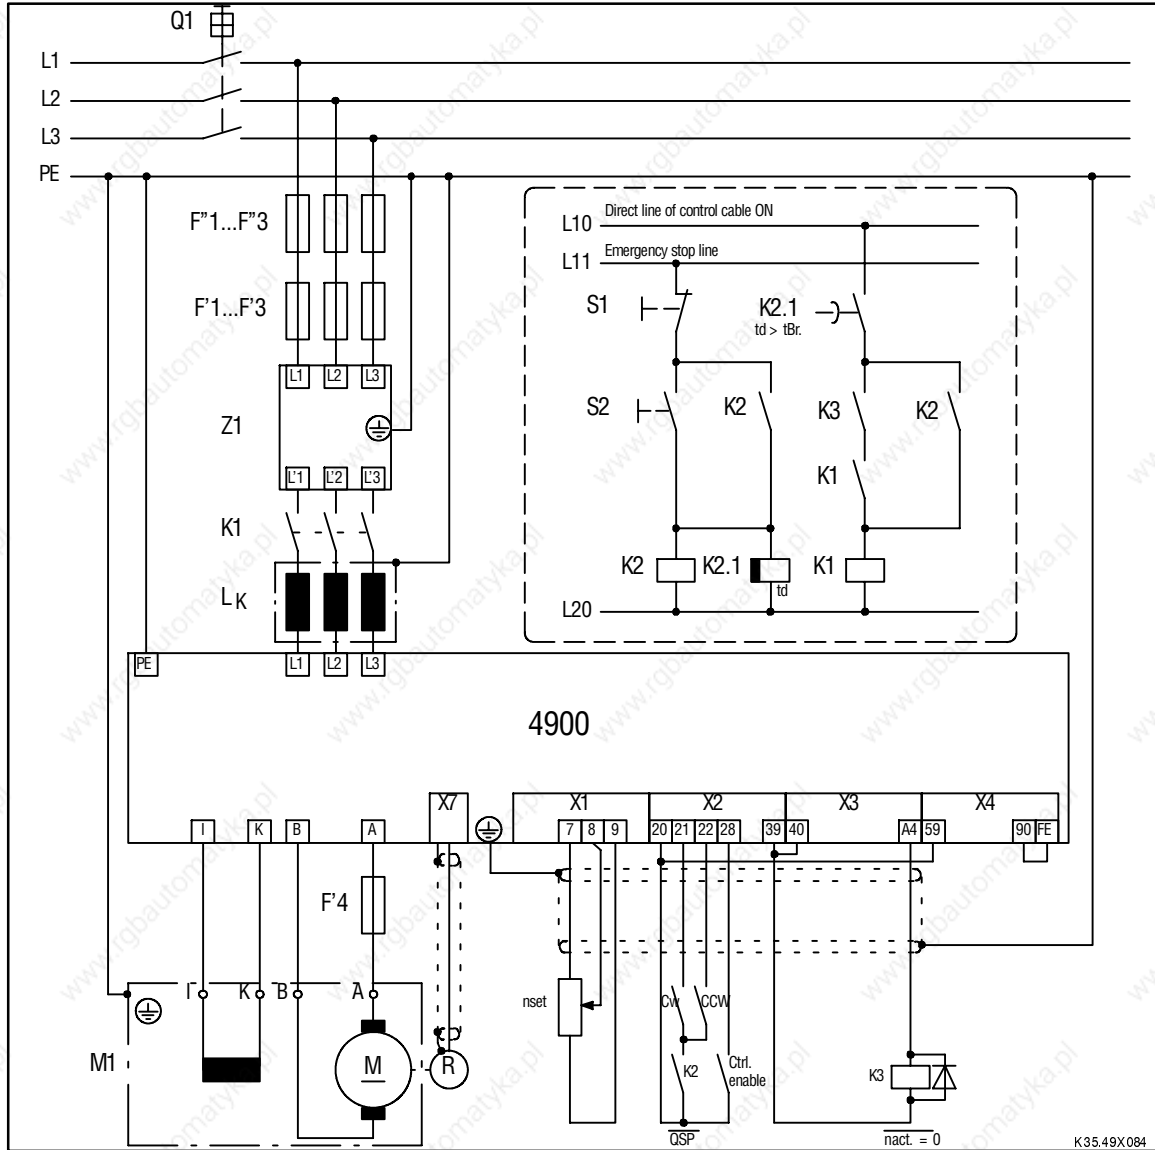 Q1
L1
L2
L3
PE
F"1...F"3
F'1...F'3
L1 L2 L3
Z1
L'1 L'2 L'3
K1
LK
Direct line of control cable ON
L10
Emergency stop line
L11
S1
K2.1
td > tBr.
S2 K2 K3 K2
K1
K2 K2.1 K1
td
L20
PE L1 L2 L3
4900
X7 X1 X2 X3 X4
I K B A 7 8 9 20 21 22 28 39 40 A4 59 90 FE
F'4
I K B A
nset
Cw CCW
M1
M
R
K2
Ctrl.
enable
K3
QSP
nact. = 0
K35.49X084
www.rgbautomatyka.pl